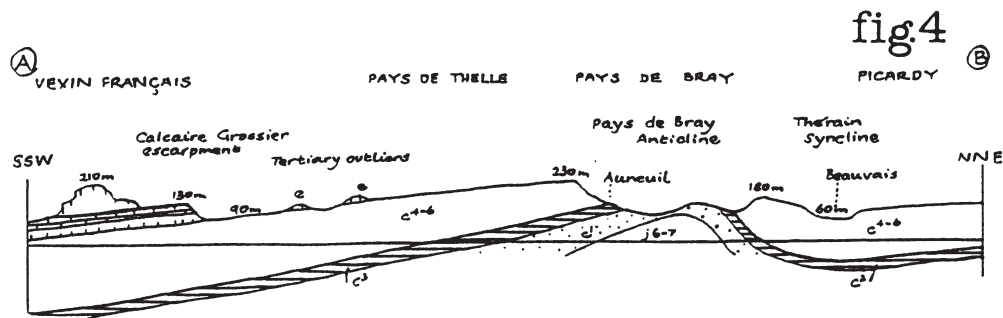 fig.4
A
B
VEXIN FRANÇAIS PAYS DE THELLE PAYS DE BRAY PICARDY
Calcaire Grossier
escarpment
Tertiary outliers
Pays de Bray
Anticline
Therain
Syncline
SSW
NNE
210m
130m
90m
e
e
230m
Auneuil
180m
Beauvais
60m
c4-6
c1
j6-7
c4-6
c3
c3